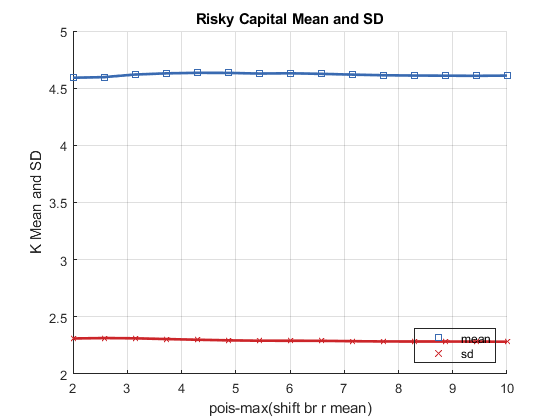 Risky Capital Mean and SD
5
4.5
4
3.5
3
2.5
2
K Mean and SD
mean
sd
2 3 4 5 6 7 8 9 10
pois-max(shift br r mean)